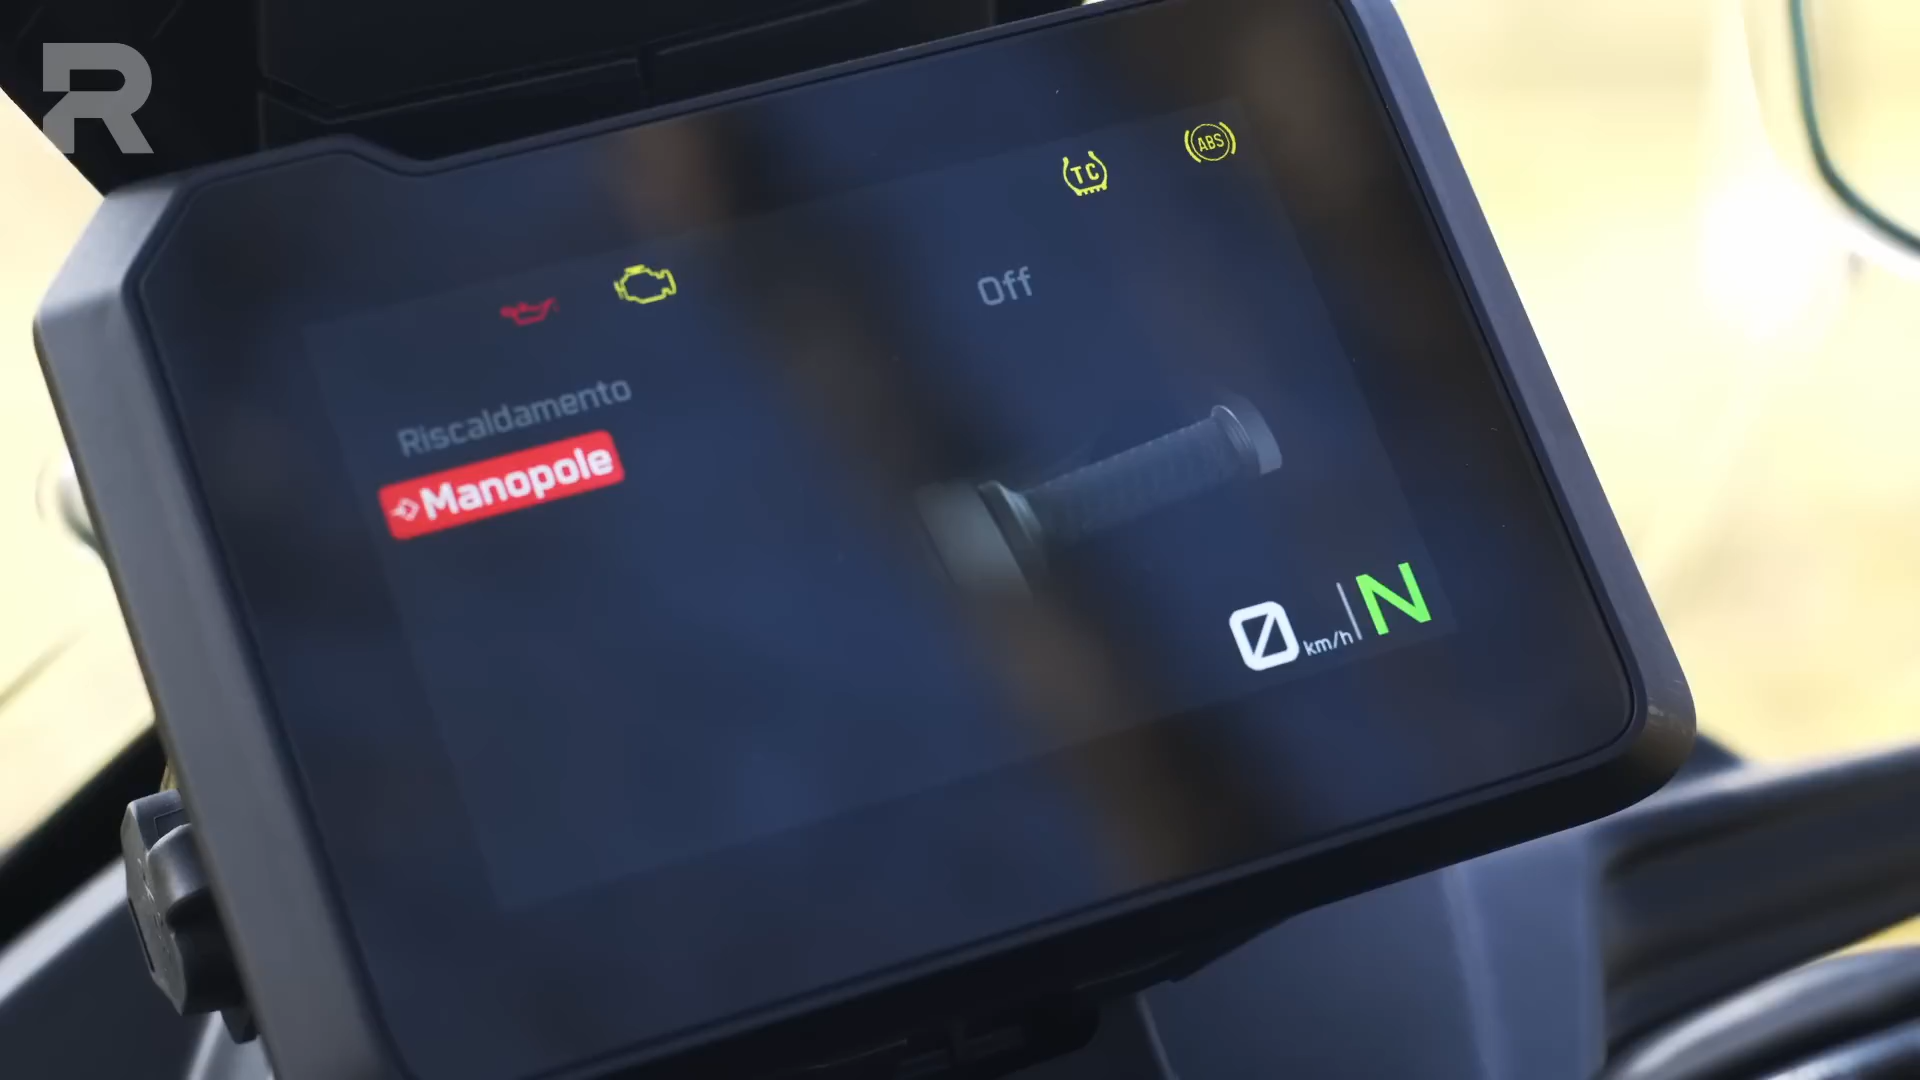 R
TC
ABS
Off
Riscaldamento
Manopole
0 km/h N